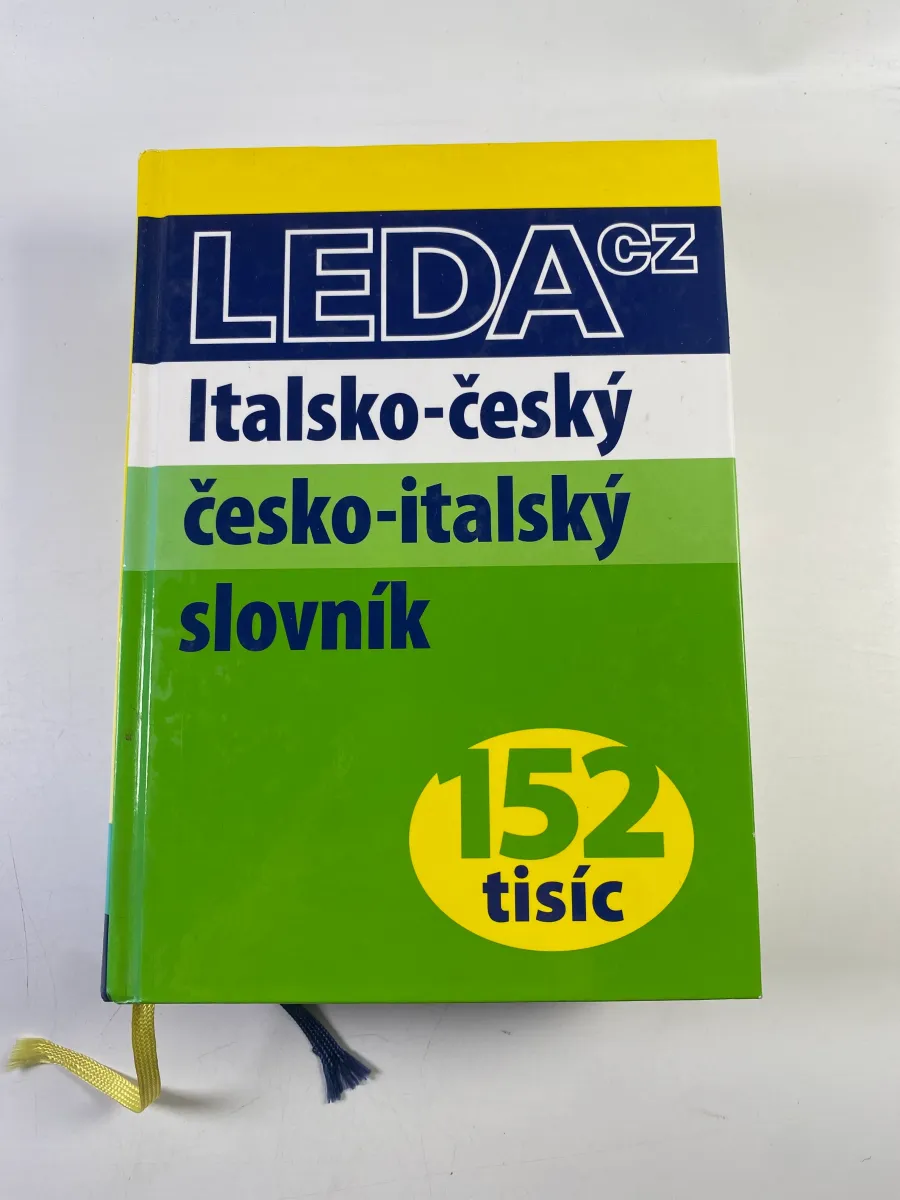 LEDA CZ
Italsko-český
česko-italský
slovník
152
tisíc